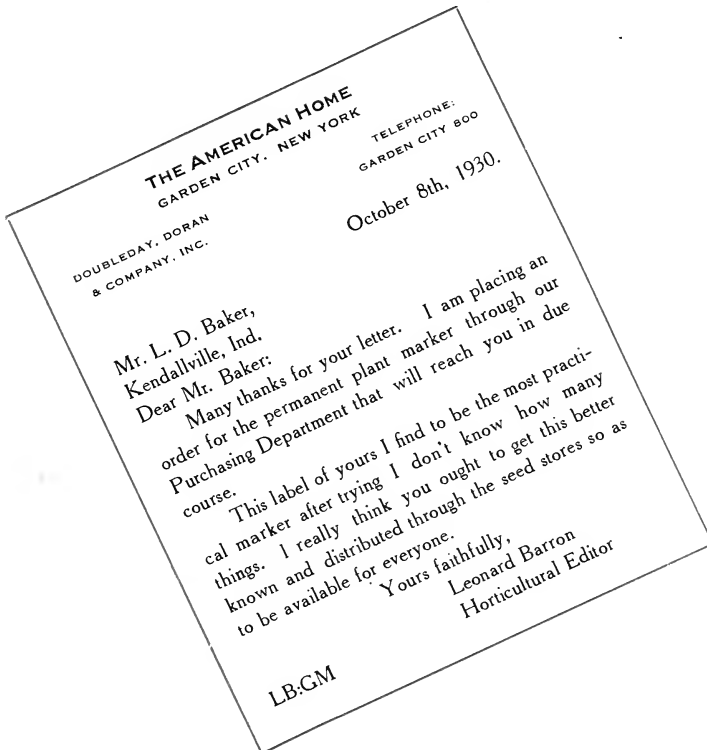 THE AMERICAN HOME
GARDEN CITY, NEW YORK
TELEPHONE:
GARDEN CITY 800
DOUBLEDAY, DORAN
& COMPANY, INC.
October 8th, 1930.
Mr. L. D. Baker,
Kendallville, Ind.
Dear Mr. Baker:
Many thanks for your letter. I am placing an
order for the permanent plant marker through our
Purchasing Department that will reach you in due
course.
This label of yours I find to be the most practi-
cal marker after trying I don't know how many
things. I really think you ought to get this better
known and distributed through the seed stores so as
to be available for everyone.
Yours faithfully,
Leonard Barron
Horticultural Editor
LB:GM